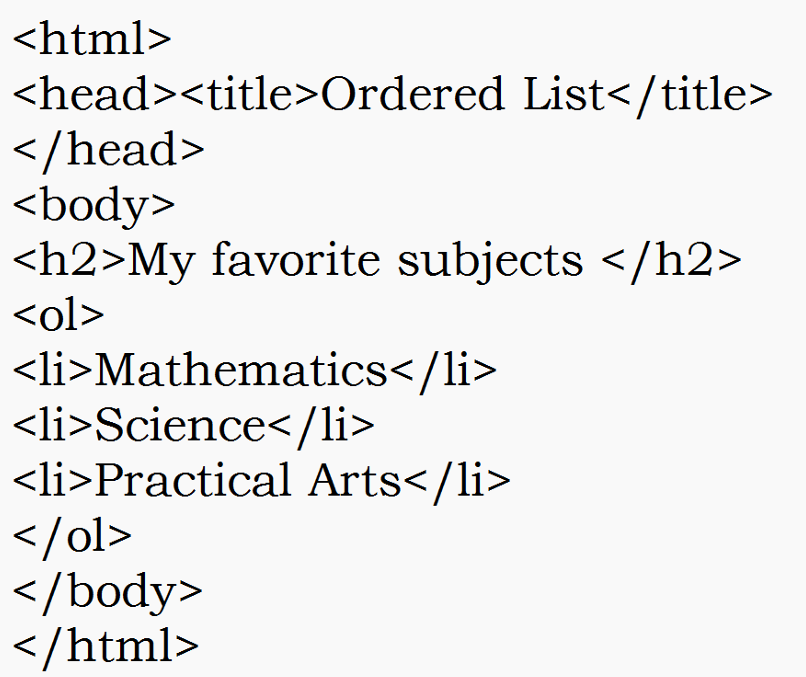 <html>
<head><title>Ordered List</title>
</head>
<body>
<h2>My favorite subjects </h2>
<ol>
<li>Mathematics</li>
<li>Science</li>
<li>Practical Arts</li>
</ol>
</body>
</html>